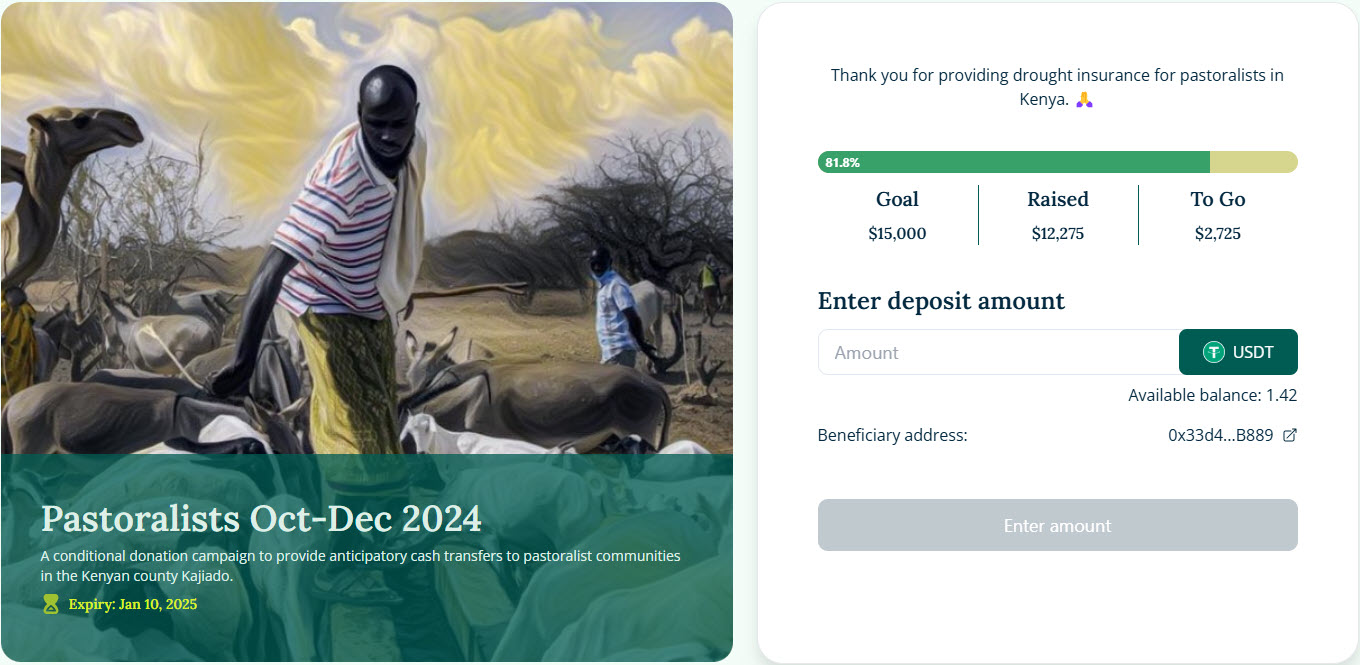 Pastoralists Oct-Dec 2024
A conditional donation campaign to provide anticipatory cash transfers to pastoralist communities
in the Kenyan county Kajiado.
Expiry: Jan 10, 2025
Thank you for providing drought insurance for pastoralists in
Kenya. 🙏
81.8%
Goal Raised To Go
$15,000 $12,275 $2,725
Enter deposit amount
Amount USDT
Available balance: 1.42
Beneficiary address: 0x33d4...B889
Enter amount